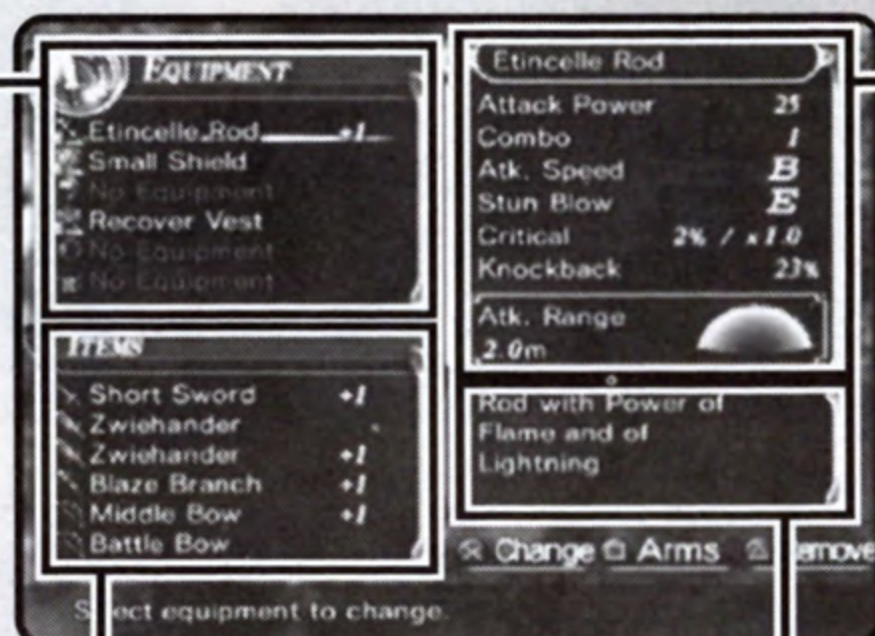 EQUIPMENT
Etincelle Rod +1
Small Shield
No Equipment
Recover Vest
No Equipment
No Equipment
ITEMS
Short Sword +1
Zwiehander
Zwiehander +1
Blaze Branch +1
Middle Bow +1
Battle Bow
Etincelle Rod
Attack Power 25
Combo 1
Atk. Speed B
Stun Blow E
Critical 2% / x1.0
Knockback 23%
Atk. Range
2.0m
Rod with Power of
Flame and of
Lightning
Change Arms
Select equipment to change.